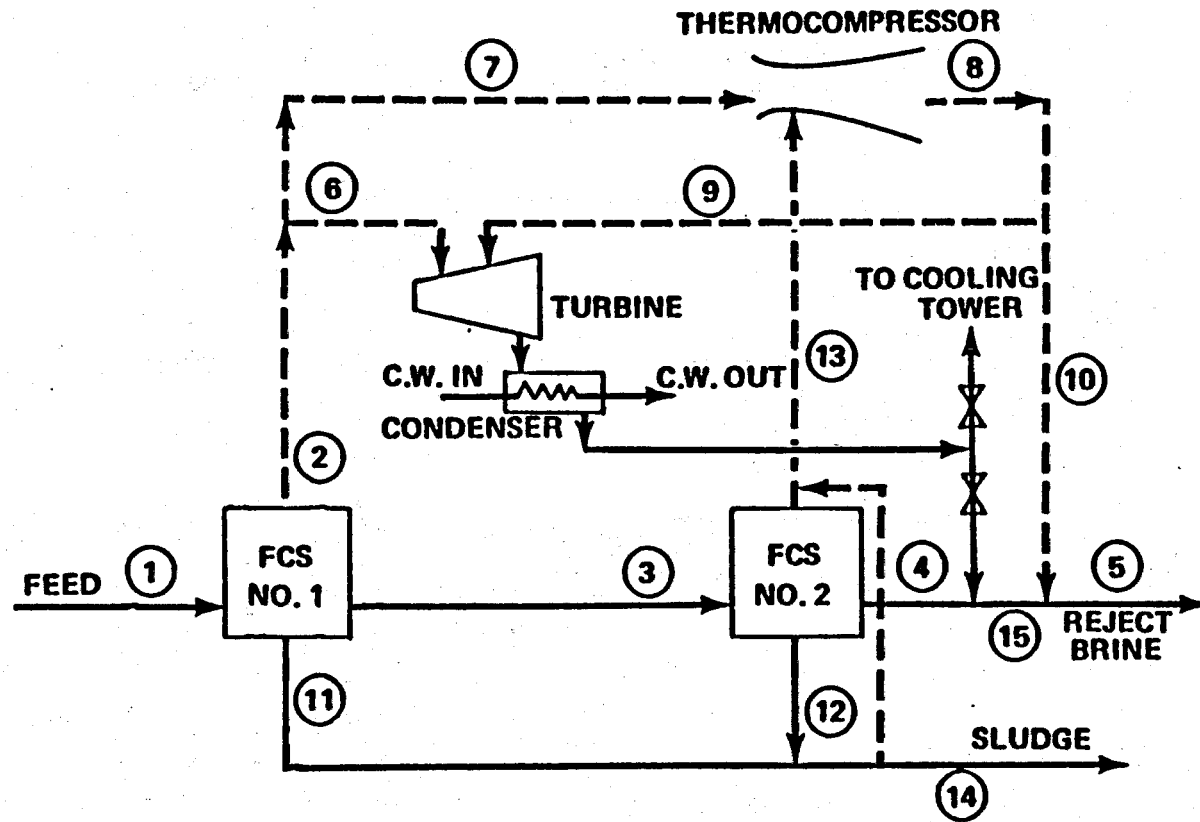 THERMOCOMPRESSOR
7
8
6
9
TO COOLING
TOWER
TURBINE
13
C.W. IN
C.W. OUT
10
CONDENSER
2
FCS
NO. 1
FCS
NO. 2
1
3
4
5
FEED
15
REJECT
BRINE
11
12
SLUDGE
14